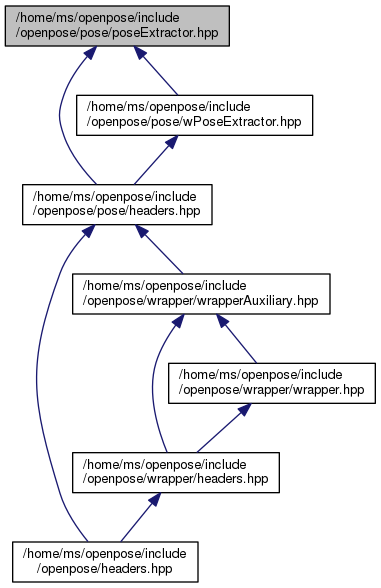 /home/ms/openpose/include
/openpose/pose/poseExtractor.hpp
/home/ms/openpose/include
/openpose/pose/wPoseExtractor.hpp
/home/ms/openpose/include
/openpose/pose/headers.hpp
/home/ms/openpose/include
/openpose/wrapper/wrapperAuxiliary.hpp
/home/ms/openpose/include
/openpose/wrapper/wrapper.hpp
/home/ms/openpose/include
/openpose/wrapper/headers.hpp
/home/ms/openpose/include
/openpose/headers.hpp